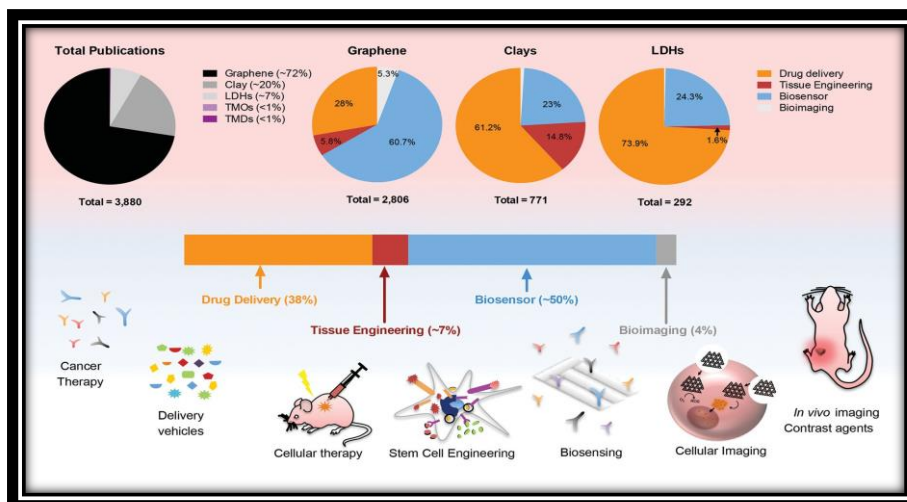 Total Publications
Graphene (~72%)
Clay (~20%)
LDHs (~7%)
TMOs (<1%)
TMDs (<1%)
Total = 3,880
Graphene
5.3%
28%
5.8%
60.7%
Total = 2,806
Clays
23%
61.2%
14.8%
Total = 771
LDHs
24.3%
73.9%
1.6%
Total = 292
Drug delivery
Tissue Engineering
Biosensor
Bioimaging
Drug Delivery (38%)
Biosensor (~50%)
Tissue Engineering (~7%)
Bioimaging (4%)
Cancer
Therapy
Delivery
vehicles
Cellular therapy
Stem Cell Engineering
Biosensing
Cellular Imaging
In vivo imaging
Contrast agents